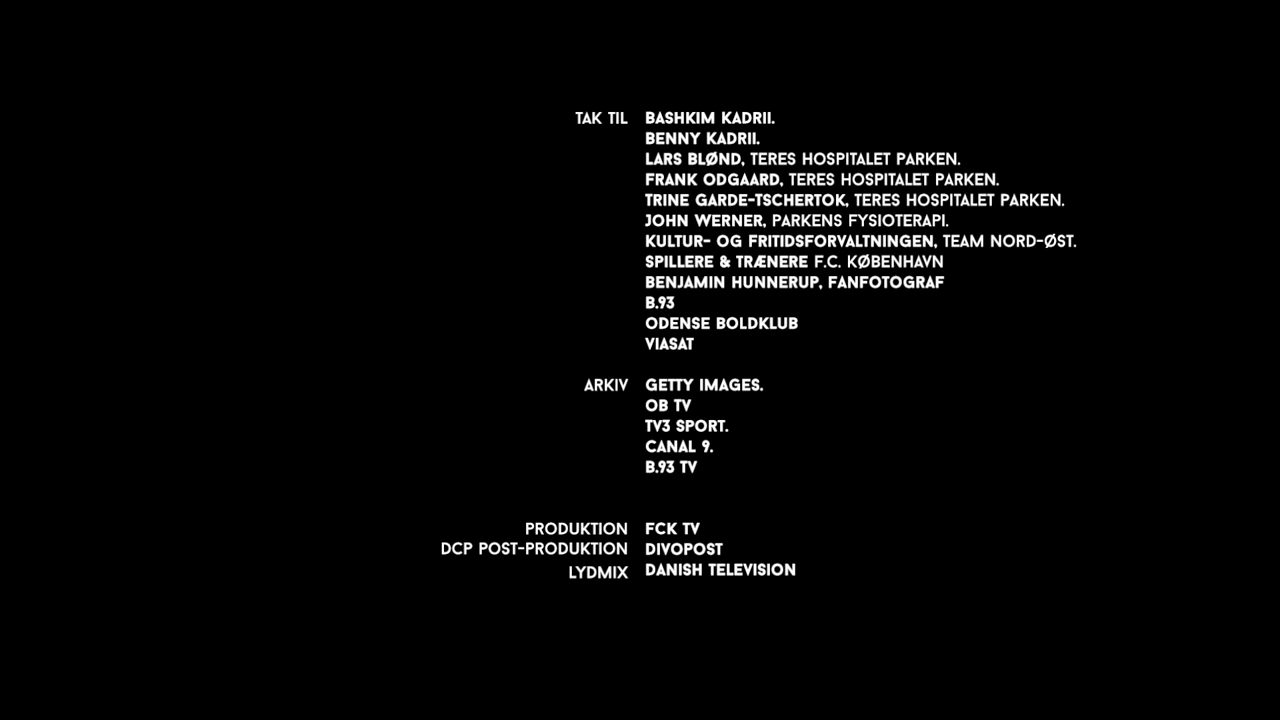 TAK TIL BASHKIM KADRII.
BENNY KADRII.
LARS BLØND, TERES HOSPITALET PARKEN.
FRANK ODGAARD, TERES HOSPITALET PARKEN.
TRINE GARDE-TSCHERTOK, TERES HOSPITALET PARKEN.
JOHN WERNER, PARKENS FYSIOTERAPI.
KULTUR- OG FRITIDSFORVALTNINGEN, TEAM NORD-ØST.
SPILLERE & TRÆNERE F.C. KØBENHAVN
BENJAMIN HUNNERUP, FANFOTOGRAF
B.93
ODENSE BOLDKLUB
VIASAT
ARKIV GETTY IMAGES.
OB TV
TV3 SPORT.
CANAL 9.
B.93 TV
PRODUKTION FCK TV
DCP POST-PRODUKTION DIVOPOST
LYDMIX DANISH TELEVISION